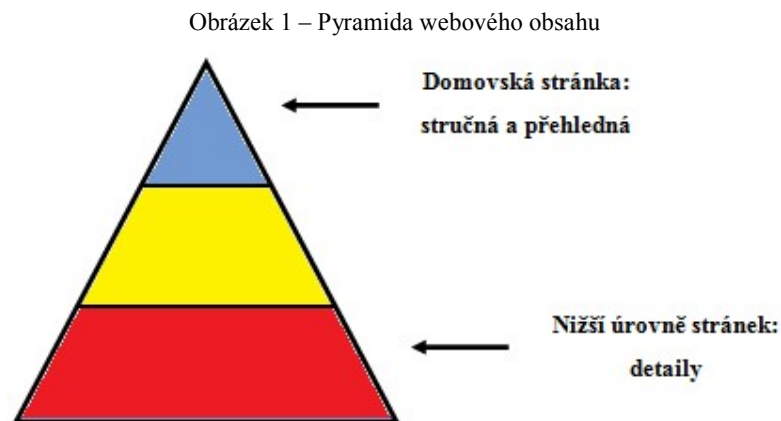 Obrázek 1 – Pyramida webového obsahu
Domovská stránka:
stručná a přehledná
Nižší úrovně stránek:
detaily